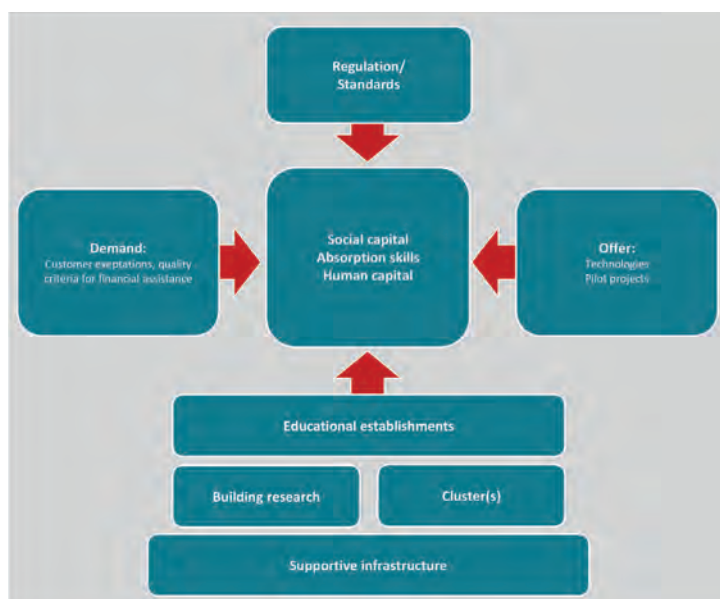 Regulation/
Standards
Demand:
Customer exeptations, quality
criteria for financial assistance
Social capital
Absorption skills
Human capital
Offer:
Technologies
Pilot projects
Educational establishments
Building research
Cluster(s)
Supportive infrastructure